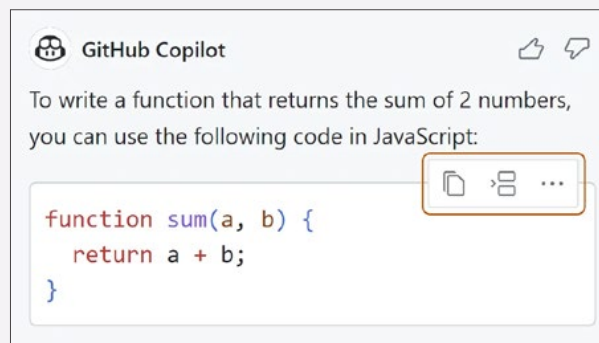 GitHub Copilot
To write a function that returns the sum of 2 numbers,
you can use the following code in JavaScript:
function sum(a, b) {
  return a + b;
}